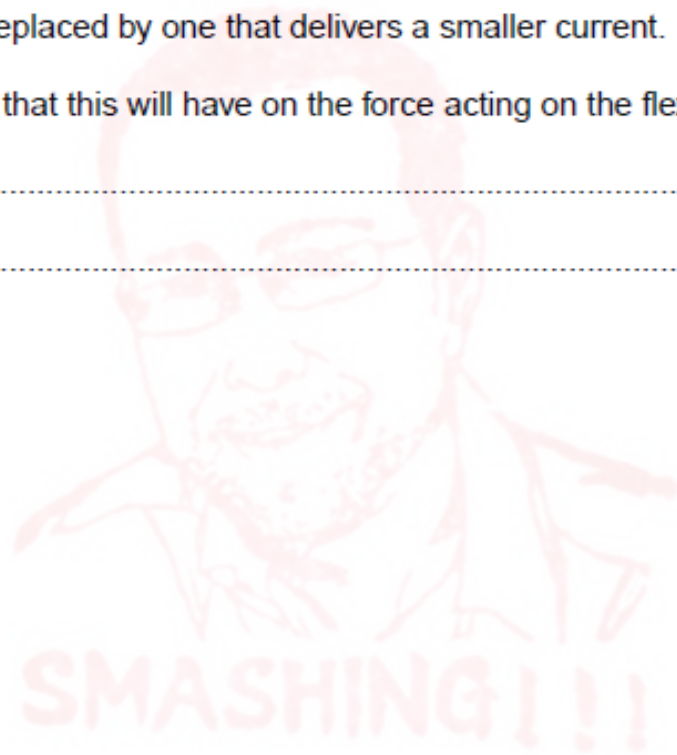 eplaced by one that delivers a smaller current.
that this will have on the force acting on the fle
SMASHING!!!